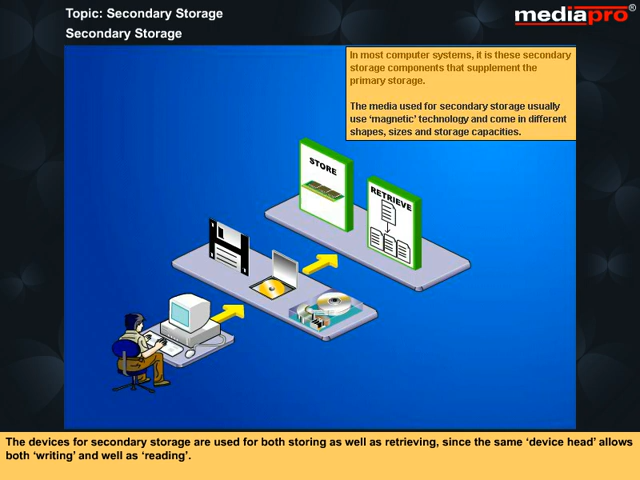 Topic: Secondary Storage
mediapro®
Secondary Storage
In most computer systems, it is these secondary
storage components that supplement the
primary storage.
The media used for secondary storage usually
use ‘magnetic’ technology and come in different
shapes, sizes and storage capacities.
STORE
RETRIEVE
The devices for secondary storage are used for both storing as well as retrieving, since the same ‘device head’ allows
both ‘writing’ and well as ‘reading’.